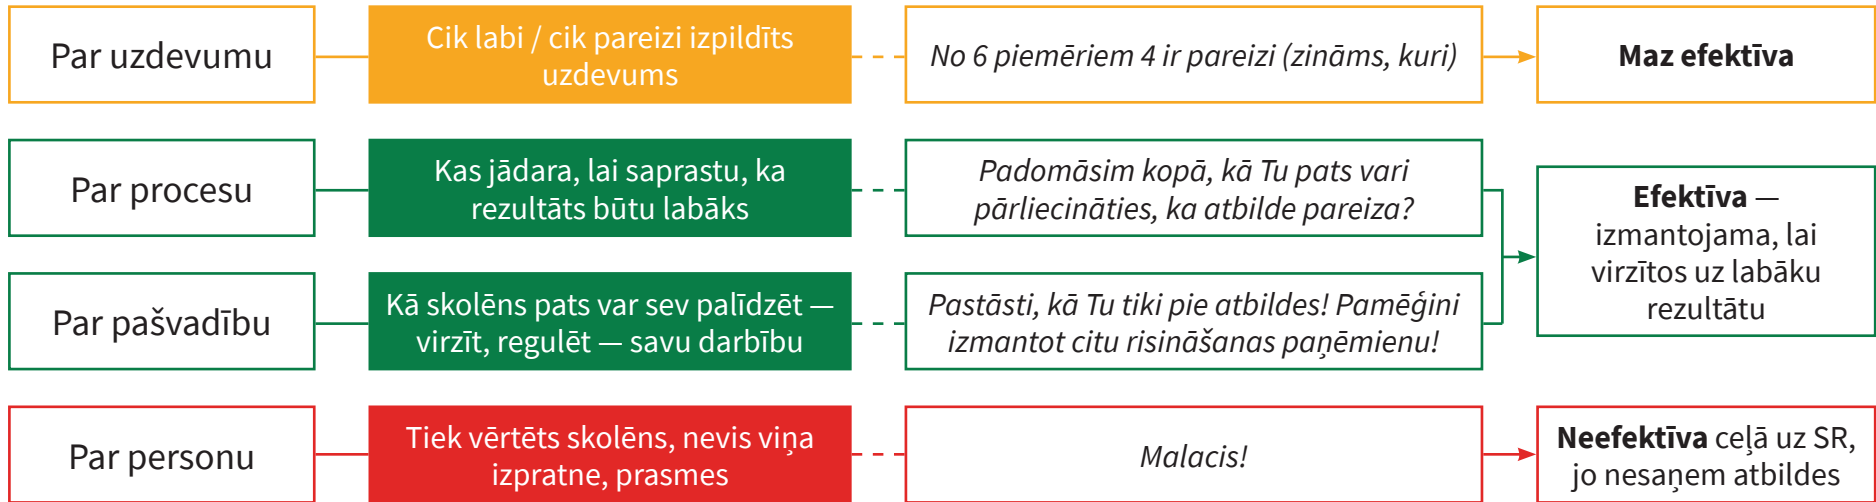 Par uzdevumu
Cik labi / cik pareizi izpildīts
uzdevums
No 6 piemēriem 4 ir pareizi (zināms, kuri)
Maz efektīva
Par procesu
Kas jādara, lai saprastu, ka
rezultāts būtu labāks
Padomāsim kopā, kā Tu pats vari
pārliecināties, ka atbilde pareiza?
Par pašvadību
Kā skolēns pats var sev palīdzēt —
virzīt, regulēt — savu darbību
Pastāsti, kā Tu tiki pie atbildes! Pamēģini
izmantot citu risināšanas paņēmienu!
Efektīva —
izmantojama, lai
virzītos uz labāku
rezultātu
Par personu
Tiek vērtēts skolēns, nevis viņa
izpratne, prasmes
Malacis!
Neefektīva ceļā uz SR,
jo nesaņem atbildes